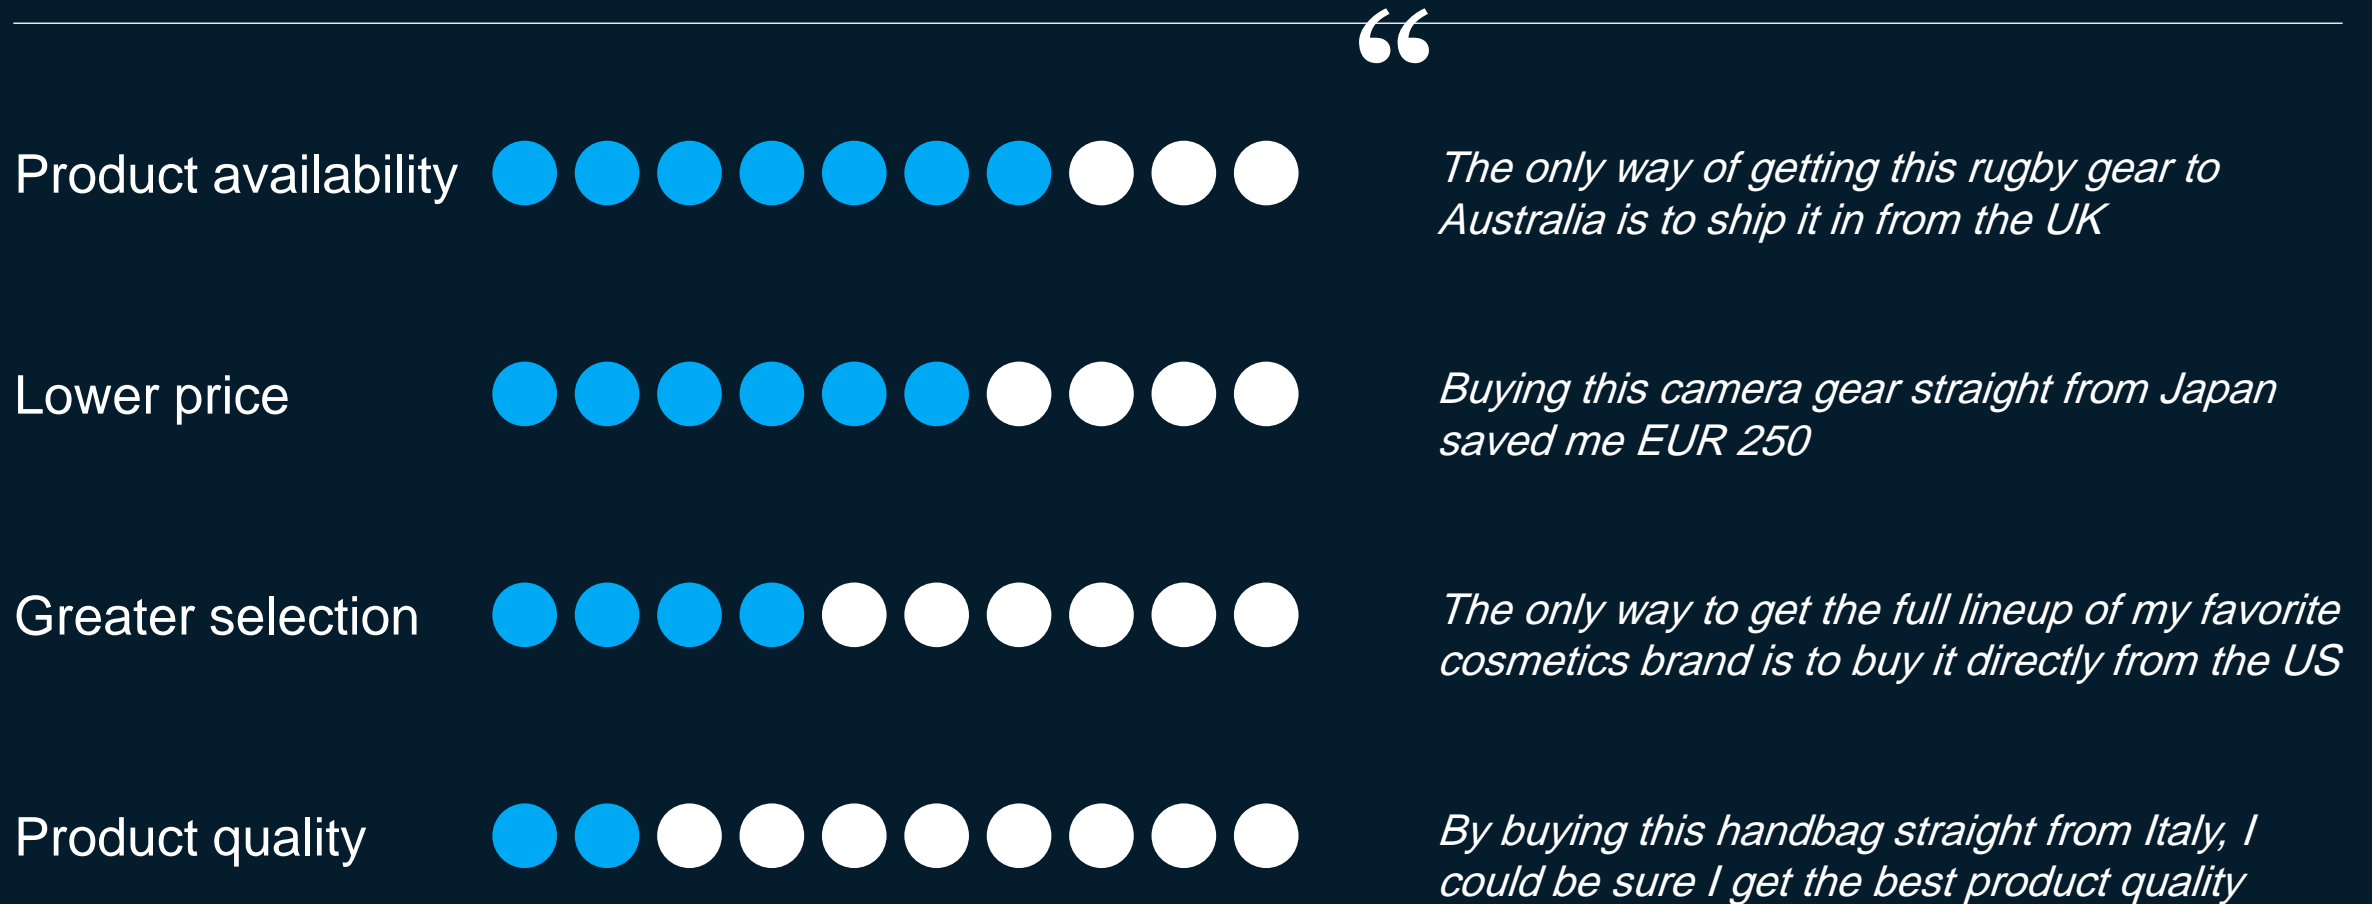 “
Product availability
The only way of getting this rugby gear to
Australia is to ship it in from the UK
Lower price
Buying this camera gear straight from Japan
saved me EUR 250
Greater selection
The only way to get the full lineup of my favorite
cosmetics brand is to buy it directly from the US
Product quality
By buying this handbag straight from Italy, I
could be sure I get the best product quality